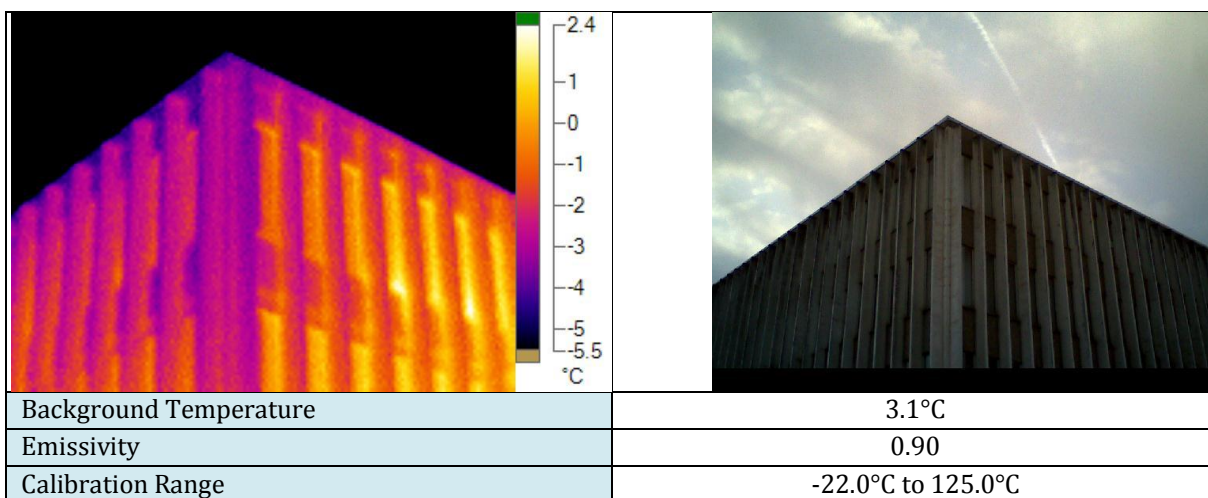 2.4
-1
-0
-1
-2
-3
-4
-5
-5.5
°C
Background Temperature 3.1°C
Emissivity 0.90
Calibration Range -22.0°C to 125.0°C